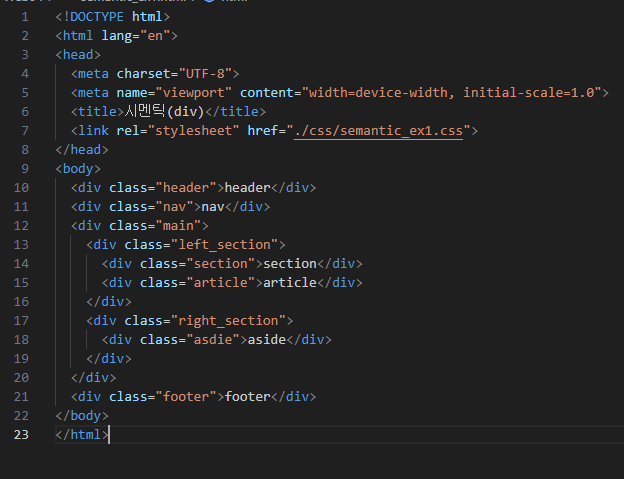 1 <!DOCTYPE html>
2 <html lang="en">
3 <head>
4 <meta charset="UTF-8">
5 <meta name="viewport" content="width=device-width, initial-scale=1.0">
6 <title>시멘틱(div)</title>
7 <link rel="stylesheet" href="./css/semantic_ex1.css">
8 </head>
9 <body>
10 <div class="header">header</div>
11 <div class="nav">nav</div>
12 <div class="main">
13 <div class="left_section">
14 <div class="section">section</div>
15 <div class="article">article</div>
16 </div>
17 <div class="right_section">
18 <div class="asdie">aside</div>
19 </div>
20 </div>
21 <div class="footer">footer</div>
22 </body>
23 </html>